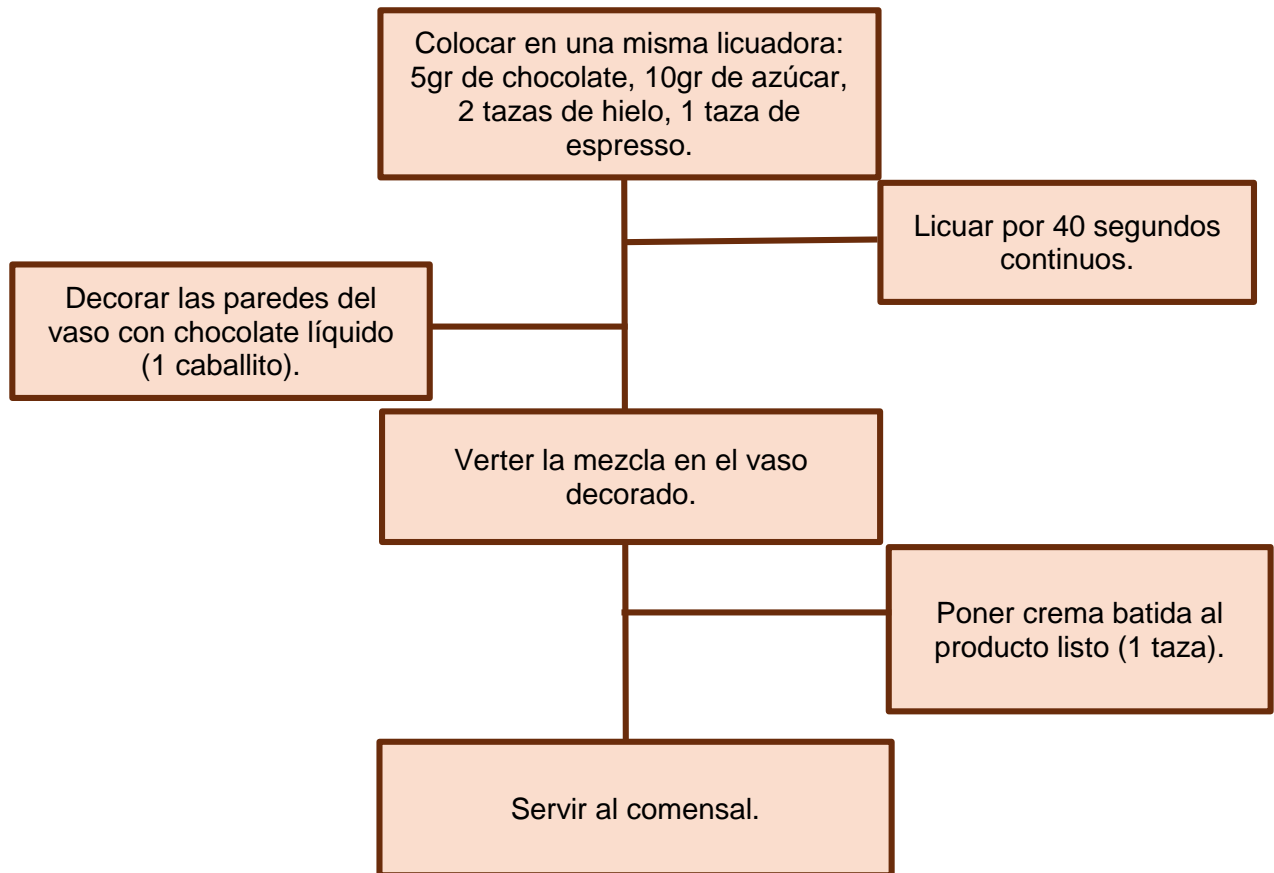 Colocar en una misma licuadora:
5gr de chocolate, 10gr de azúcar,
2 tazas de hielo, 1 taza de
espresso.
Licuar por 40 segundos
continuos.
Decorar las paredes del
vaso con chocolate líquido
(1 caballito).
Verter la mezcla en el vaso
decorado.
Poner crema batida al
producto listo (1 taza).
Servir al comensal.